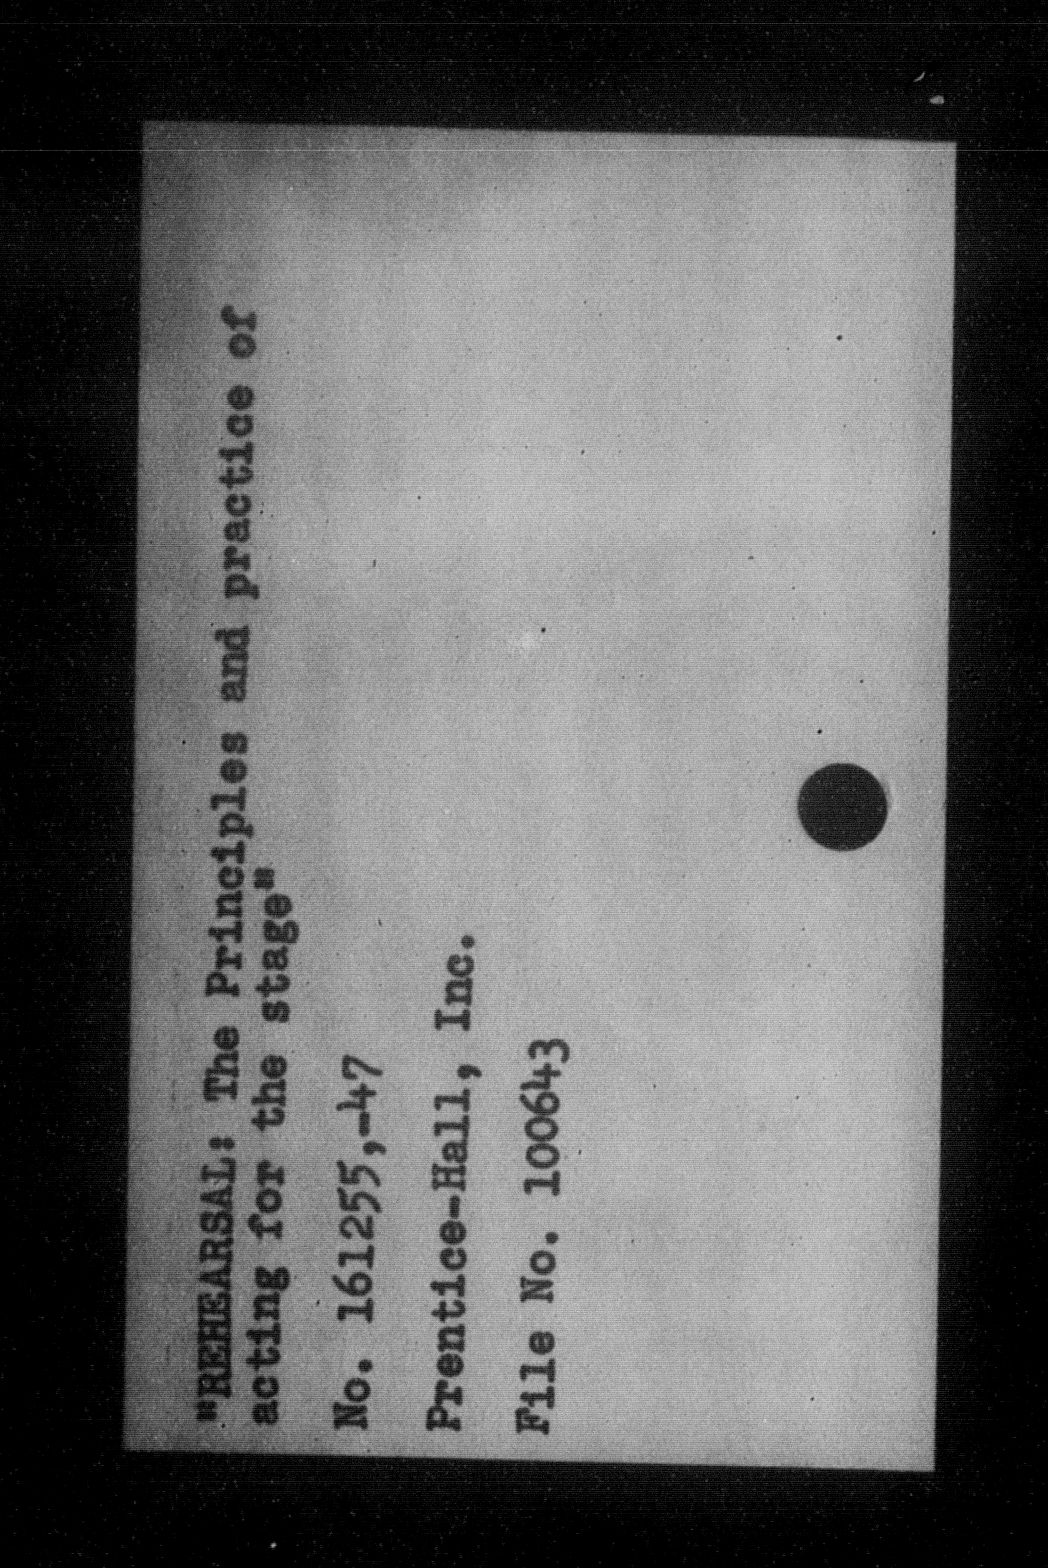 "REHEARSAL: The Principles and practice of
acting for the stage"
No. 161255,-47
Prentice-Hall, Inc.
File No. 100643